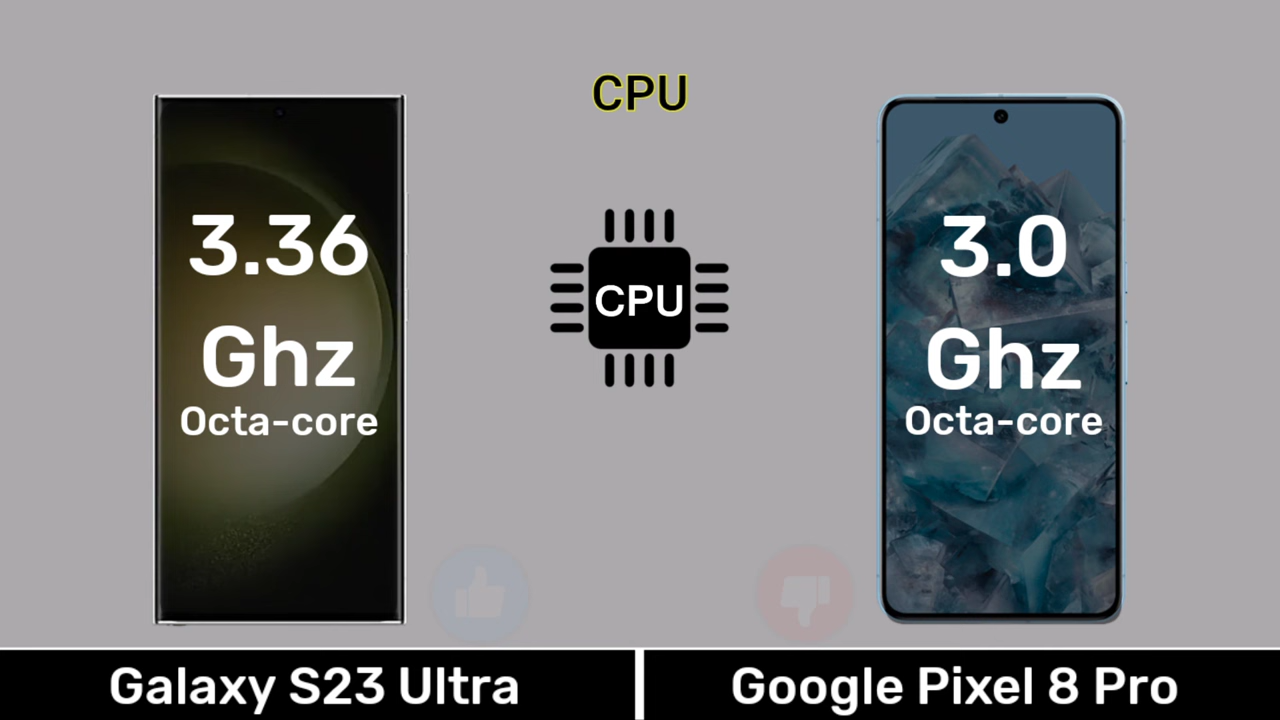 CPU
3.36
Ghz
Octa-core
CPU
3.0
Ghz
Octa-core
Galaxy S23 Ultra
Google Pixel 8 Pro